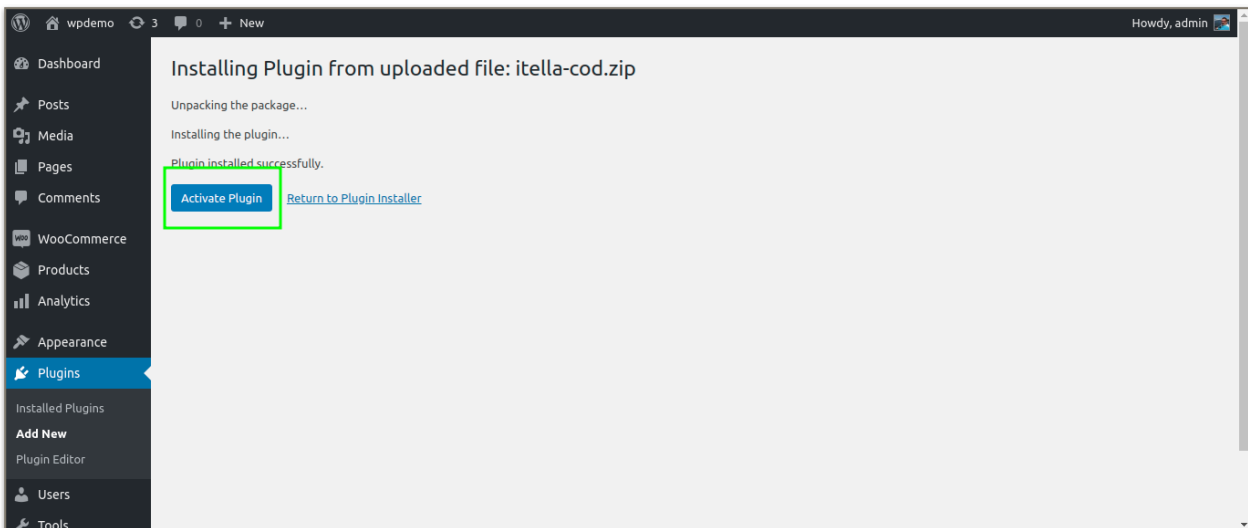 wpdemo 3 0 + New Howdy, admin
Dashboard
Posts
Media
Pages
Comments
WooCommerce
Products
Analytics
Appearance
Plugins
Installed Plugins
Add New
Plugin Editor
Users
Tools
Installing Plugin from uploaded file: itella-cod.zip
Unpacking the package…
Installing the plugin…
Plugin installed successfully.
Activate Plugin Return to Plugin Installer